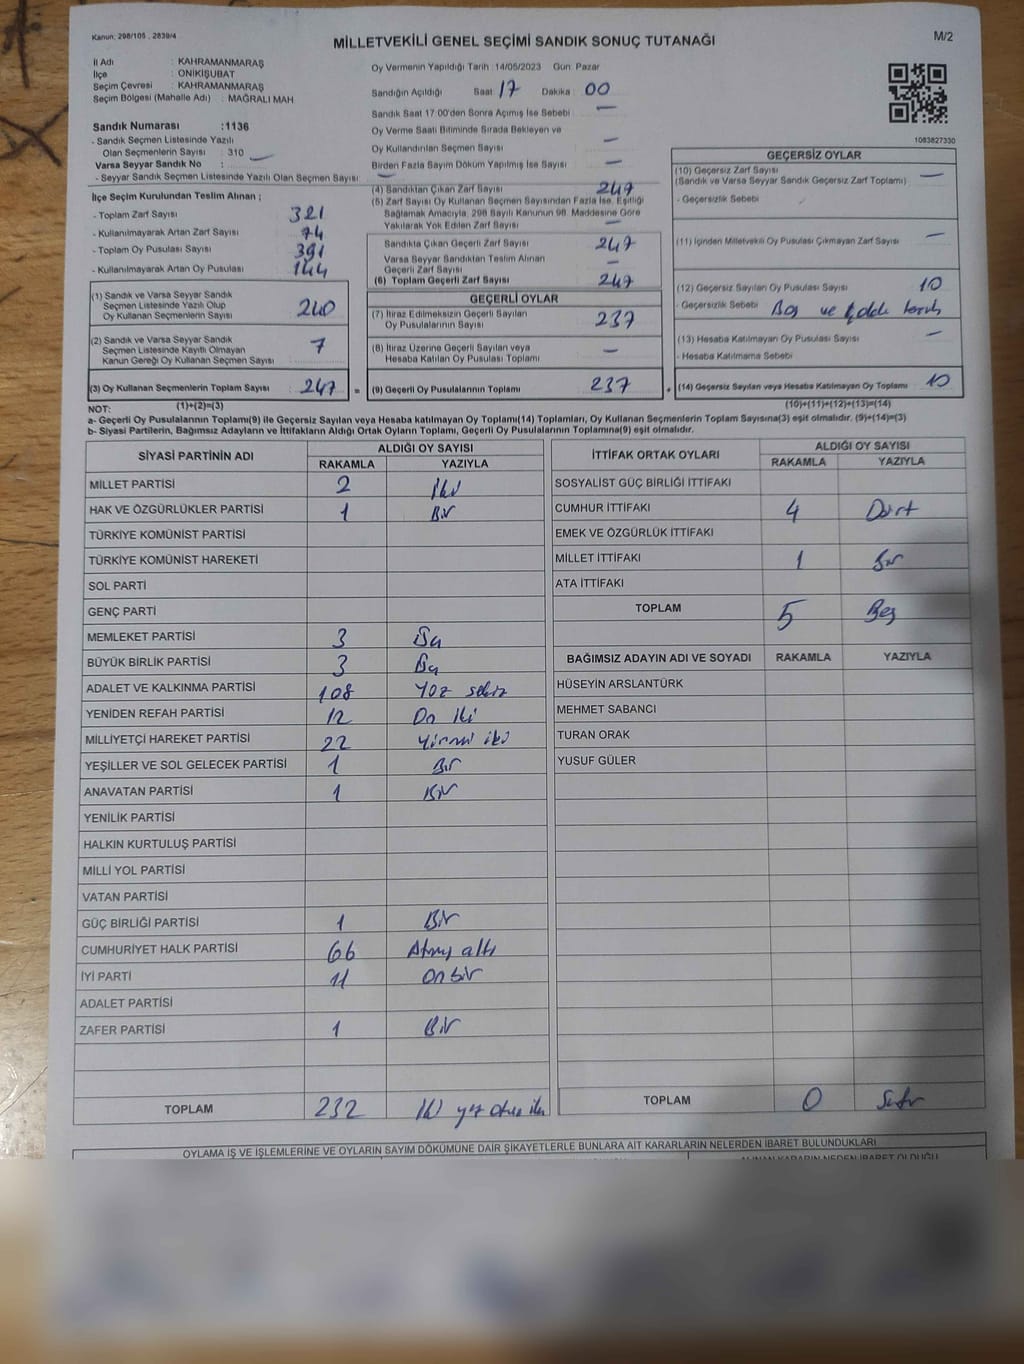 Kanun: 298/105 , 2839/4
MİLLETVEKİLİ GENEL SEÇİMİ SANDIK SONUÇ TUTANAĞI
M/2
İl Adı : KAHRAMANMARAŞ
İlçe : ONİKİŞUBAT
Seçim Çevresi : KAHRAMANMARAŞ
Seçim Bölgesi (Mahalle Adı) : MAĞRALI MAH
Sandık Numarası :1136
- Sandık Seçmen Listesinde Yazılı
Olan Seçmenlerin Sayısı : 310
Varsa Seyyar Sandık No :
- Seyyar Sandık Seçmen Listesinde Yazılı Olan Seçmen Sayısı : —
İlçe Seçim Kurulundan Teslim Alınan ;
- Toplam Zarf Sayısı 321
- Kullanılmayarak Artan Zarf Sayısı 74
- Toplam Oy Pusulası Sayısı 391
- Kullanılmayarak Artan Oy Pusulası 144
(1) Sandık ve Varsa Seyyar Sandık
Seçmen Listesinde Yazılı Olup
Oy Kullanan Seçmenlerin Sayısı 240
(2) Sandık ve Varsa Seyyar Sandık
Seçmen Listesinde Kayıtlı Olmayan
Kanun Gereği Oy Kullanan Seçmen Sayısı 7
(3) Oy Kullanan Seçmenlerin Toplam Sayısı 247 =
(1)+(2)=(3)
Oy Vermenin Yapıldığı Tarih :14/05/2023 Gün: Pazar
Sandığın Açıldığı Saat 17 Dakika : 00
Sandık Saat 17:00'den Sonra Açımış İse Sebebi : —
Oy Verme Saati Bitiminde Sırada Bekleyen ve
Oy Kullandırılan Seçmen Sayısı —
Birden Fazla Sayım Döküm Yapılmış İse Sayısı —
(4) Sandıktan Çıkan Zarf Sayısı 247
(5) Zarf Sayısı Oy Kullanan Seçmen Sayısından Fazla İse, Eşitliği
Sağlamak Amacıyla, 298 Sayılı Kanunun 98. Maddesine Göre
Yakılarak Yok Edilen Zarf Sayısı —
Sandıkta Çıkan Geçerli Zarf Sayısı 247
Varsa Seyyar Sandıktan Teslim Alınan
Geçerli Zarf Sayısı —
(6) Toplam Geçerli Zarf Sayısı 247
GEÇERLİ OYLAR
(7) İtiraz Edilmeksizin Geçerli Sayılan
Oy Pusulalarının Sayısı 237
(8) İtiraz Üzerine Geçerli Sayılan veya
Hesaba Katılan Oy Pusulası Toplamı —
(9) Geçerli Oy Pusulalarının Toplamı 237 +
1083827330
GEÇERSİZ OYLAR
(10) Geçersiz Zarf Sayısı
(Sandık ve Varsa Seyyar Sandık Geçersiz Zarf Toplamı) —
- Geçersizlik Sebebi
(11) İçinden Milletvekili Oy Pusulası Çıkmayan Zarf Sayısı —
(12) Geçersiz Sayılan Oy Pusulası Sayısı 10
- Geçersizlik Sebebi Boş ve
(13) Hesaba Katılmayan Oy Pusulası Sayısı —
- Hesaba Katılmama Sebebi
(14) Geçersiz Sayılan veya Hesaba Katılmayan Oy Toplamı 10
(10)+(11)+(12)+(13)=(14)
NOT:
a- Geçerli Oy Pusulalarının Toplamı(9) ile Geçersiz Sayılan veya Hesaba katılmayan Oy Toplamı(14) Toplamları, Oy Kullanan Seçmenlerin Toplam Sayısına(3) eşit olmalıdır. (9)+(14)=(3)
b- Siyasi Partilerin, Bağımsız Adayların ve İttifakların Aldığı Ortak Oyların Toplamı, Geçerli Oy Pusulalarının Toplamına(9) eşit olmalıdır.
SİYASİ PARTİNİN ADI ALDIĞI OY SAYISI
RAKAMLA YAZIYLA
MİLLET PARTİSİ 2 İki
HAK VE ÖZGÜRLÜKLER PARTİSİ 1 Bir
TÜRKİYE KOMÜNİST PARTİSİ
TÜRKİYE KOMÜNİST HAREKETİ
SOL PARTİ
GENÇ PARTİ
MEMLEKET PARTİSİ 3 Üç
BÜYÜK BİRLİK PARTİSİ 3 Üç
ADALET VE KALKINMA PARTİSİ 108 Yüz sekiz
YENİDEN REFAH PARTİSİ 12 On iki
MİLLİYETÇİ HAREKET PARTİSİ 22 Yirmi iki
YEŞİLLER VE SOL GELECEK PARTİSİ 1 Bir
ANAVATAN PARTİSİ 1 Bir
YENİLİK PARTİSİ
HALKIN KURTULUŞ PARTİSİ
MİLLİ YOL PARTİSİ
VATAN PARTİSİ
GÜÇ BİRLİĞİ PARTİSİ 1 Bir
CUMHURİYET HALK PARTİSİ 66 Atmış altı
İYİ PARTİ 11 On bir
ADALET PARTİSİ
ZAFER PARTİSİ 1 Bir
TOPLAM 232 İki yüz otuz iki
İTTİFAK ORTAK OYLARI ALDIĞI OY SAYISI
RAKAMLA YAZIYLA
SOSYALİST GÜÇ BİRLİĞİ İTTİFAKI
CUMHUR İTTİFAKI 4 Dört
EMEK VE ÖZGÜRLÜK İTTİFAKI
MİLLET İTTİFAKI 1 Bir
ATA İTTİFAKI
TOPLAM 5 Beş
BAĞIMSIZ ADAYIN ADI VE SOYADI RAKAMLA YAZIYLA
HÜSEYİN ARSLANTÜRK
MEHMET SABANCI
TURAN ORAK
YUSUF GÜLER
TOPLAM 0 Sıfır
OYLAMA İŞ VE İŞLEMLERİNE VE OYLARIN SAYIM DÖKÜMÜNE DAİR ŞİKAYETLERLE BUNLARA AİT KARARLARIN NELERDEN İBARET BULUNDUKLARI
ALINAN KARARIN NEDEN İBARET OLDUĞU